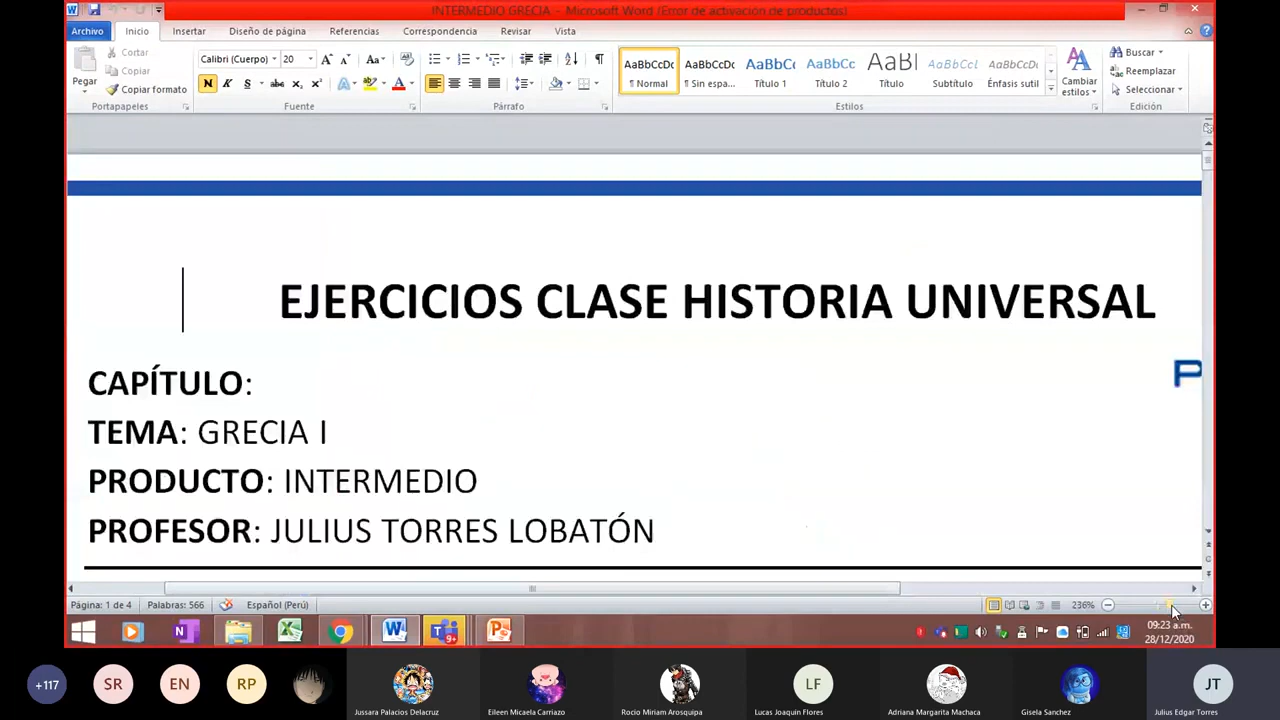 INTERMEDIO GRECIA - Microsoft Word (Error de activación de productos)
Archivo Inicio Insertar Diseño de página Referencias Correspondencia Revisar Vista
Pegar
Cortar
Copiar
Copiar formato
Portapapeles
Calibri (Cuerpo) 20
Fuente
Párrafo
AaBbCcDc AaBbCcDc AaBbC AaBbCc AaBl AaBbCcl AaBbCcDc
¶ Normal ¶ Sin espa... Título 1 Título 2 Título Subtítulo Énfasis sutil
Estilos
Cambiar
estilos
Buscar
Reemplazar
Seleccionar
Edición
EJERCICIOS CLASE HISTORIA UNIVERSAL
P
CAPÍTULO:
TEMA: GRECIA I
PRODUCTO: INTERMEDIO
PROFESOR: JULIUS TORRES LOBATÓN
Página: 1 de 4 Palabras: 566 Español (Perú) 236%
9+
09:23 a.m.
28/12/2020
+117 SR EN RP LF JT
Jussara Palacios Delacruz Eileen Micaela Carriazo Rocio Miriam Arosquipa Lucas Joaquin Flores Adriana Margarita Machaca Gisela Sanchez Julius Edgar Torres